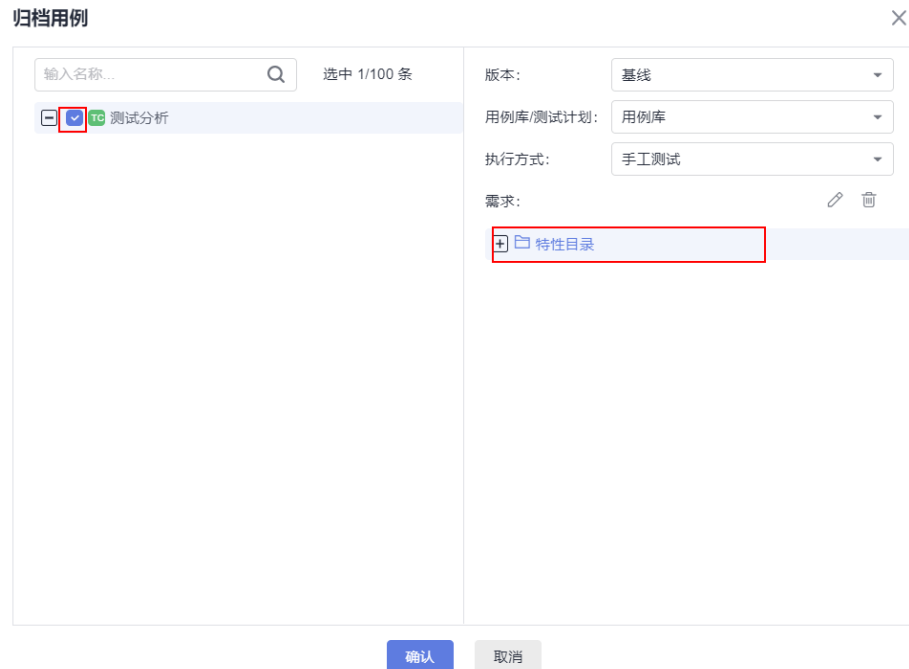 归档用例
输入名称...
选中 1/100 条
TC 测试分析
版本：
基线
用例库/测试计划：
用例库
执行方式：
手工测试
需求：
特性目录
确认
取消